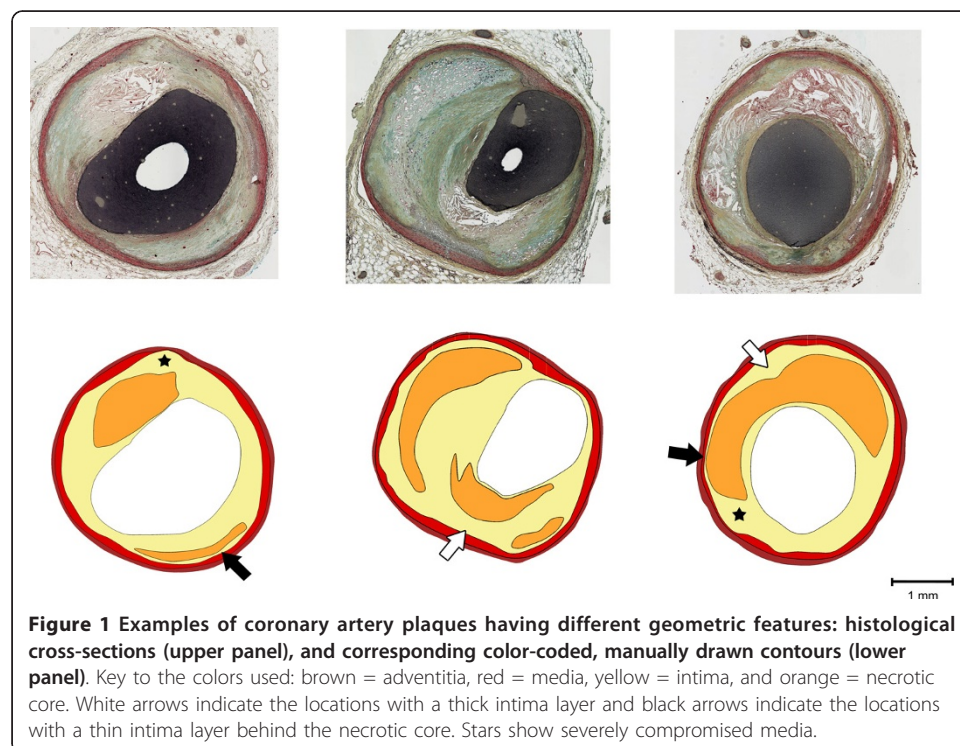 1 mm
Figure 1 Examples of coronary artery plaques having different geometric features: histological
cross-sections (upper panel), and corresponding color-coded, manually drawn contours (lower
panel). Key to the colors used: brown = adventitia, red = media, yellow = intima, and orange = necrotic
core. White arrows indicate the locations with a thick intima layer and black arrows indicate the locations
with a thin intima layer behind the necrotic core. Stars show severely compromised media.